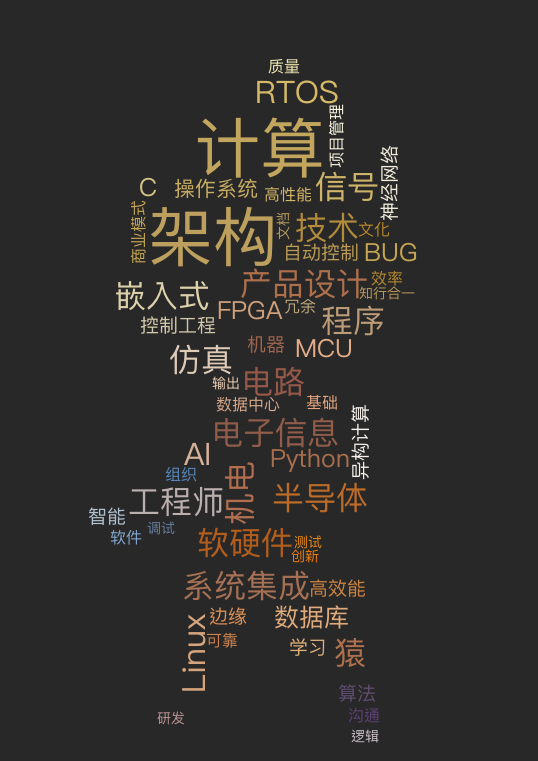 质量
RTOS
项目管理
计算
神经网络
C
操作系统
高性能
信号
商业模式
架构
文档
技术
文化
自动控制
BUG
产品设计
效率
知行合一
嵌入式
FPGA
冗余
控制工程
程序
机器
MCU
仿真
输出
电路
数据中心
基础
异构计算
电子信息
AI
Python
组织
机电
工程师
半导体
智能
调试
软件
软硬件
测试
创新
系统集成
高效能
Linux
边缘
数据库
可靠
学习
猿
算法
研发
沟通
逻辑